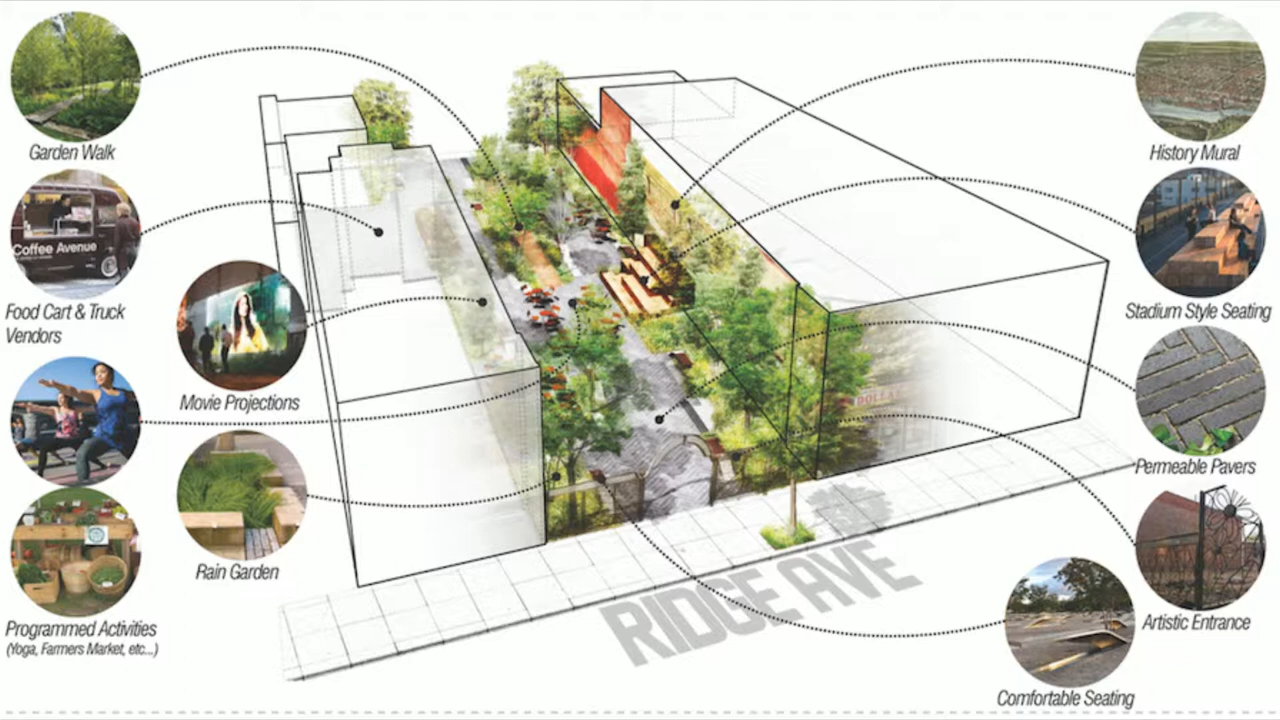 Garden Walk
Coffee Avenue
Food Cart & Truck
Vendors
Movie Projections
Rain Garden
Programmed Activities
(Yoga, Farmers Market, etc...)
History Mural
Stadium Style Seating
Permeable Pavers
Artistic Entrance
Comfortable Seating
DOLLAR
RIDGE AVE